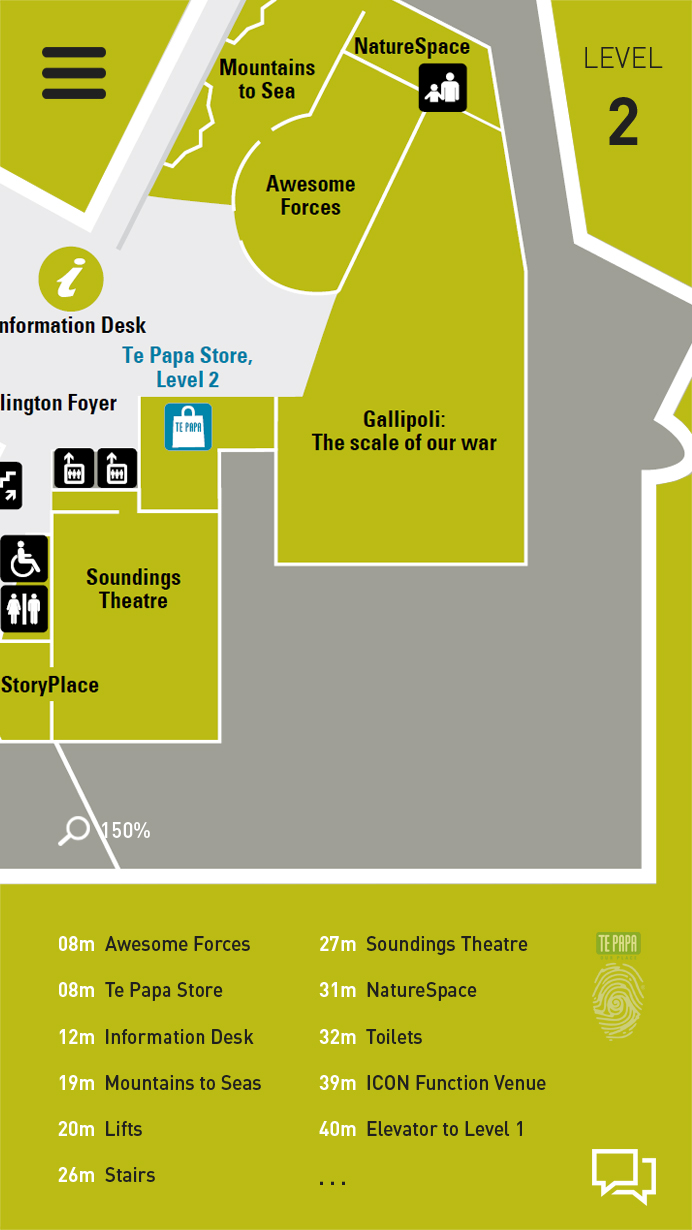 NatureSpace
LEVEL
2
Mountains
to Sea
Awesome
Forces
nformation Desk
Te Papa Store,
Level 2
TE PAPA
lington Foyer
Gallipoli:
The scale of our war
Soundings
Theatre
StoryPlace
150%
08m Awesome Forces
08m Te Papa Store
12m Information Desk
19m Mountains to Seas
20m Lifts
26m Stairs
27m Soundings Theatre
31m NatureSpace
32m Toilets
39m ICON Function Venue
40m Elevator to Level 1
...
TE PAPA